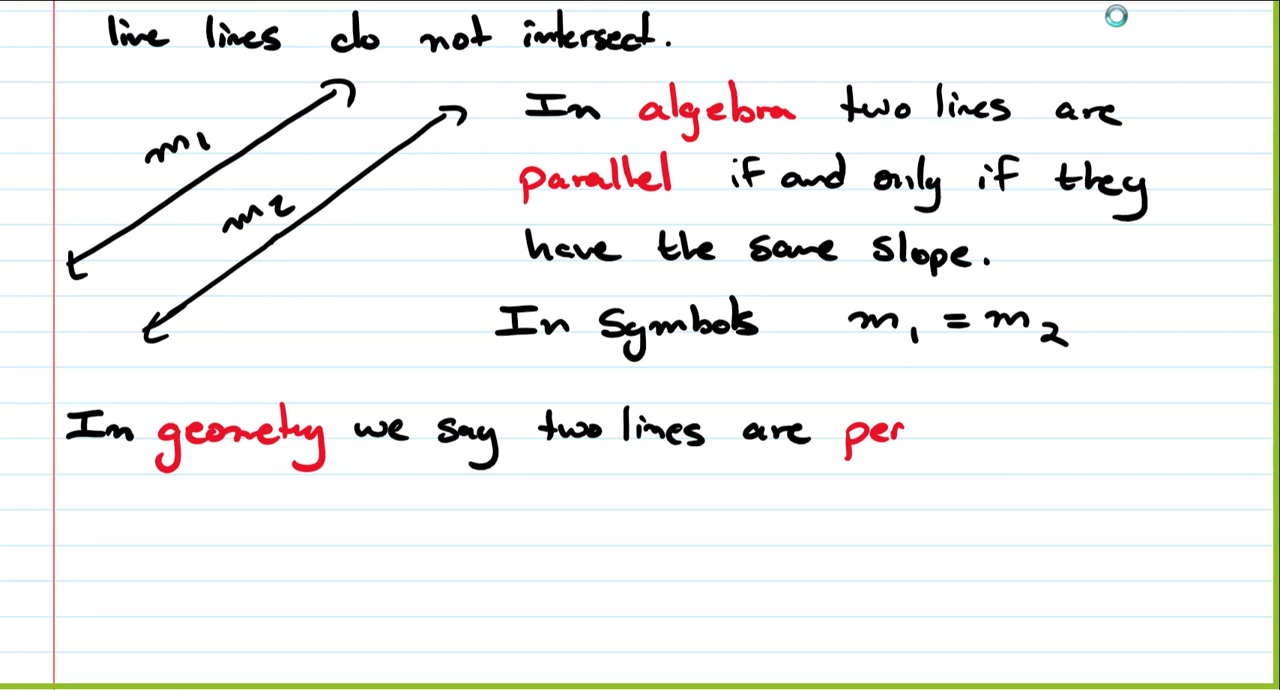 line lines do not intersect.
m1
m2
In algebra two lines are
parallel if and only if they
have the same slope.
In symbols m₁ = m₂
In geometry we say two lines are per